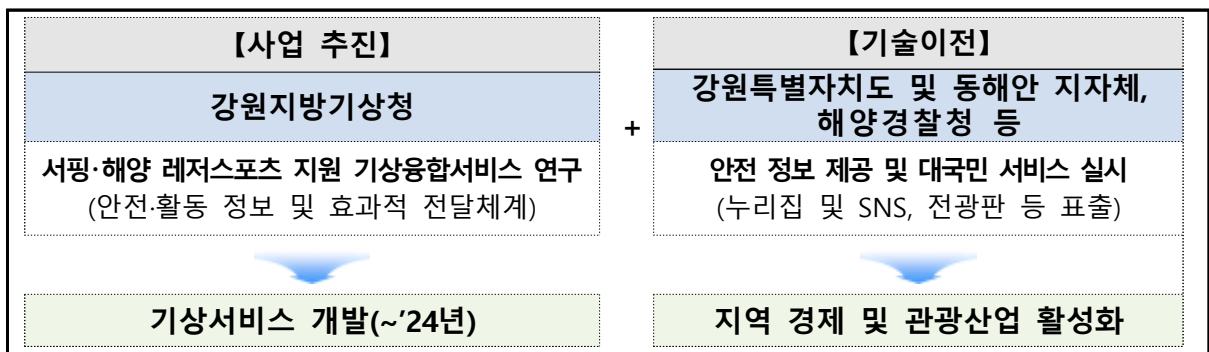 【사업 추진】
강원지방기상청
서핑·해양 레저스포츠 지원 기상융합서비스 연구
(안전·활동 정보 및 효과적 전달체계)
기상서비스 개발(~’24년)
+
【기술이전】
강원특별자치도 및 동해안 지자체,
해양경찰청 등
안전 정보 제공 및 대국민 서비스 실시
(누리집 및 SNS, 전광판 등 표출)
지역 경제 및 관광산업 활성화